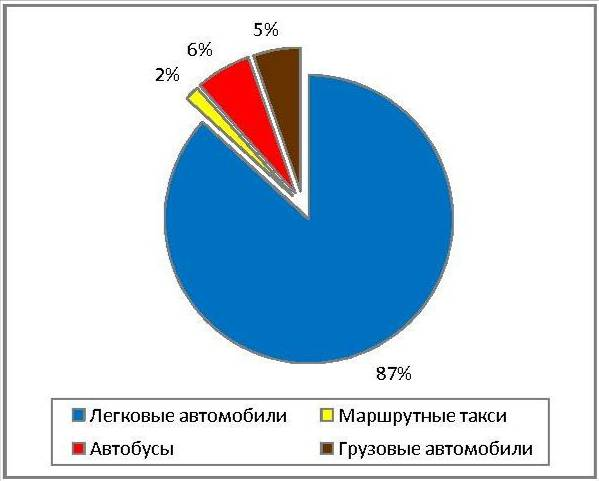 5%
6%
2%
87%
Легковые автомобили
Маршрутные такси
Автобусы
Грузовые автомобили